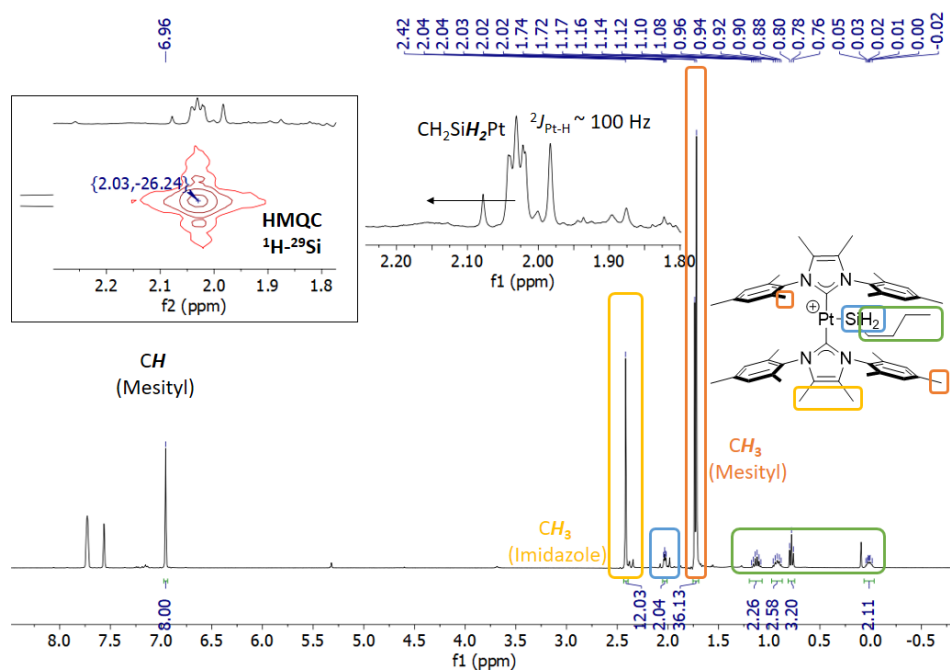 6.96
2.42
2.04
2.04
2.03
2.02
2.02
1.74
1.72
1.17
1.16
1.14
1.12
1.10
1.08
0.96
0.94
0.92
0.90
0.88
0.80
0.78
0.76
0.05
0.03
0.02
0.01
0.00
-0.02
{2.03,-26.24}
HMQC
1H-29Si
2.2 2.1 2.0 1.9 1.8
f2 (ppm)
CH2SiH2Pt 2JPt-H ~ 100 Hz
2.20 2.10 2.00 1.90 1.80
f1 (ppm)
N N
⊕
Pt SiH2
N N
CH
(Mesityl)
CH3
(Mesityl)
CH3
(Imidazole)
8.00
12.03
2.04
36.13
2.26
2.58
3.20
2.11
8.0 7.5 7.0 6.5 6.0 5.5 5.0 4.5 4.0 3.5 3.0 2.5 2.0 1.5 1.0 0.5 0.0 -0.5
f1 (ppm)